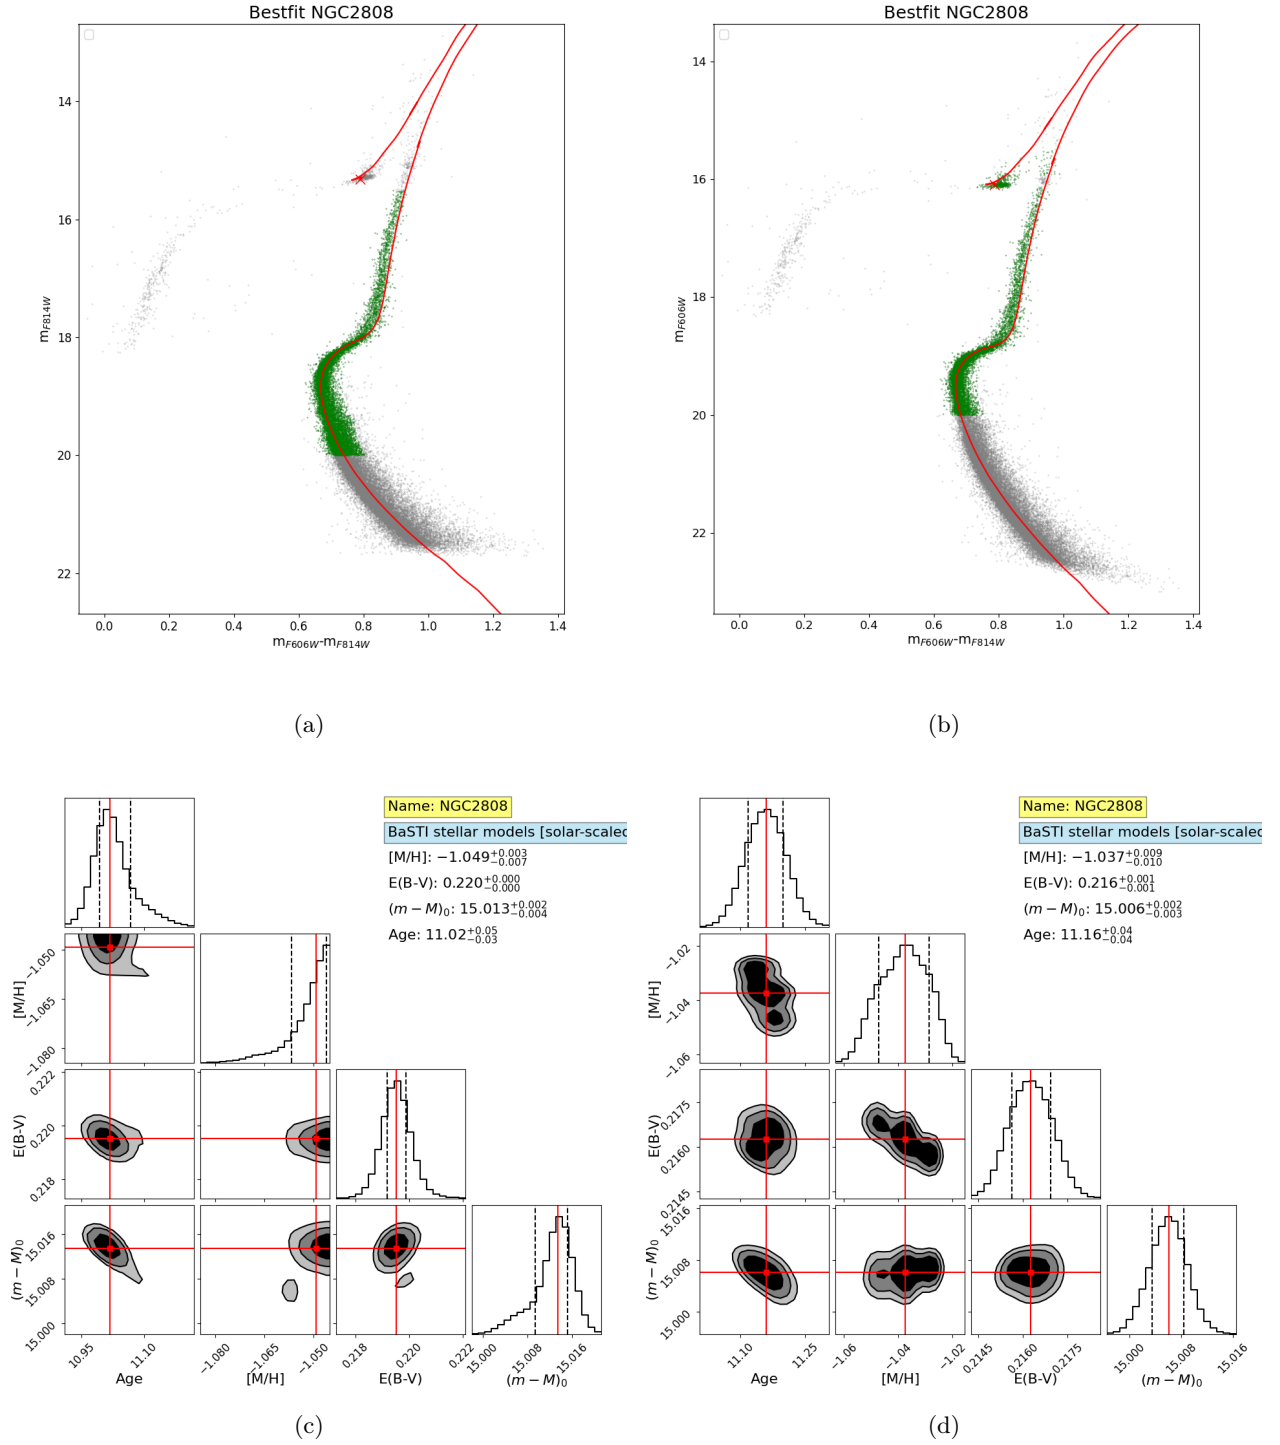 Bestfit NGC2808
14
16
18
20
22
m_F814W
0.0 0.2 0.4 0.6 0.8 1.0 1.2 1.4
m_F606W-m_F814W
(a)
Bestfit NGC2808
14
16
18
20
22
m_F606W
0.0 0.2 0.4 0.6 0.8 1.0 1.2 1.4
m_F606W-m_F814W
(b)
Name: NGC2808
BaSTI stellar models [solar-scaled
[M/H]: −1.049 +0.003 −0.007
E(B-V): 0.220 +0.000 −0.000
(m − M)0: 15.013 +0.002 −0.004
Age: 11.02 +0.05 −0.03
[M/H]
−1.050
−1.065
−1.080
E(B-V)
0.222
0.220
0.218
(m − M)0
15.016
15.008
15.000
10.95 11.10
Age
−1.080 −1.065 −1.050
[M/H]
0.218 0.220 0.222
E(B-V)
15.000 15.008 15.016
(m − M)0
(c)
Name: NGC2808
BaSTI stellar models [solar-scaled
[M/H]: −1.037 +0.009 −0.010
E(B-V): 0.216 +0.001 −0.001
(m − M)0: 15.006 +0.002 −0.003
Age: 11.16 +0.04 −0.04
[M/H]
−1.02
−1.04
−1.06
E(B-V)
0.2175
0.2160
0.2145
(m − M)0
15.016
15.008
15.000
11.10 11.25
Age
−1.06 −1.04 −1.02
[M/H]
0.2145 0.2160 0.2175
E(B-V)
15.000 15.008 15.016
(m − M)0
(d)